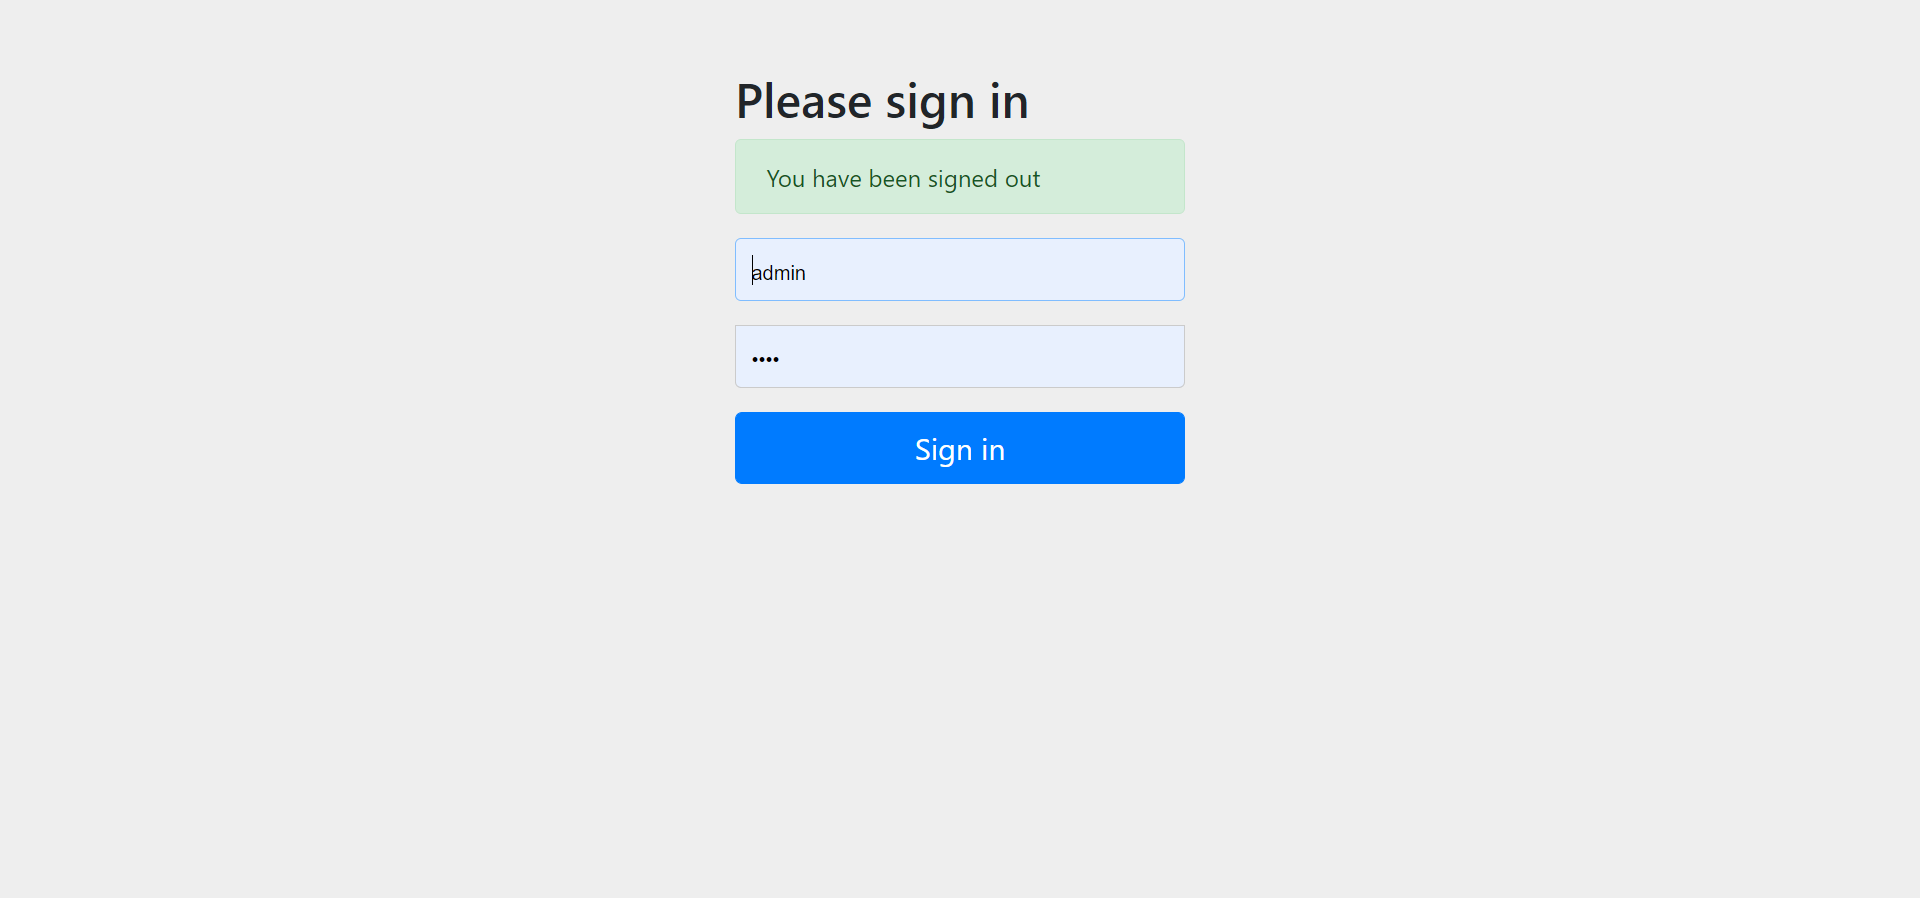 Please sign in
You have been signed out
admin
••••
Sign in